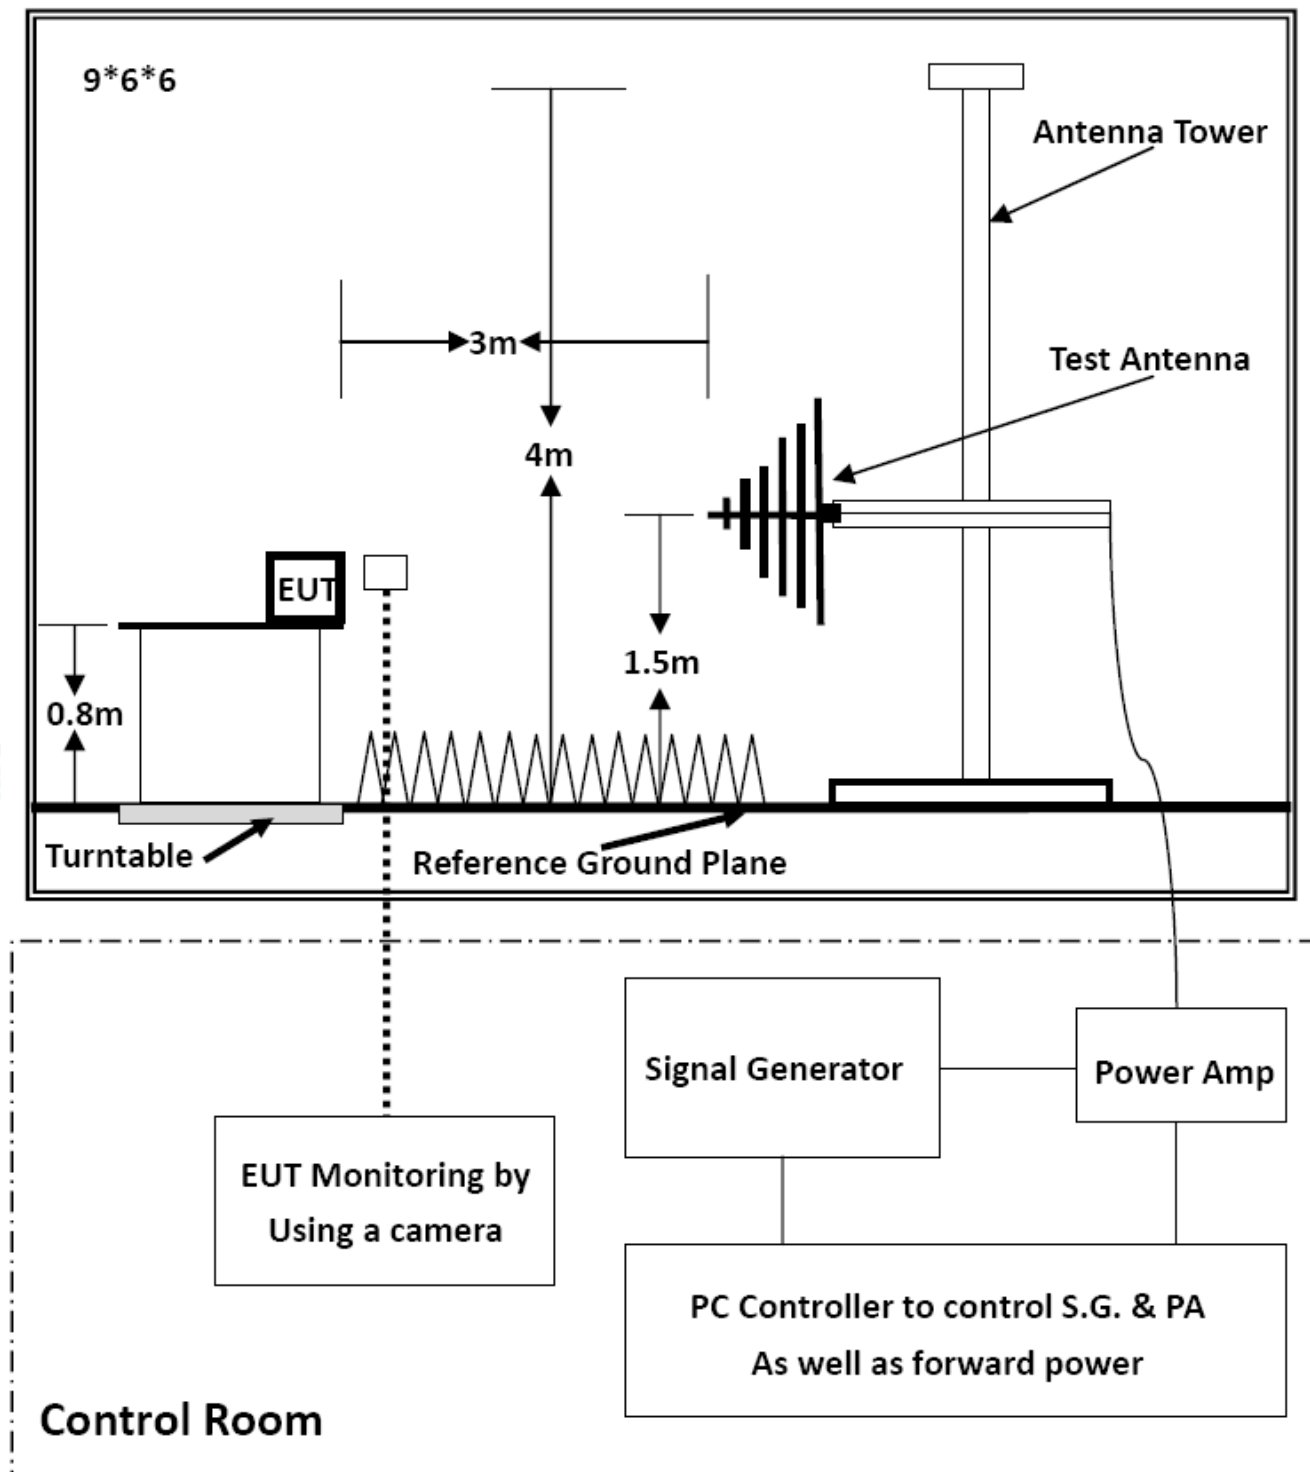 9*6*6
Antenna Tower
3m
Test Antenna
4m
EUT
1.5m
0.8m
Turntable
Reference Ground Plane
Signal Generator
Power Amp
EUT Monitoring by
Using a camera
PC Controller to control S.G. & PA
As well as forward power
Control Room